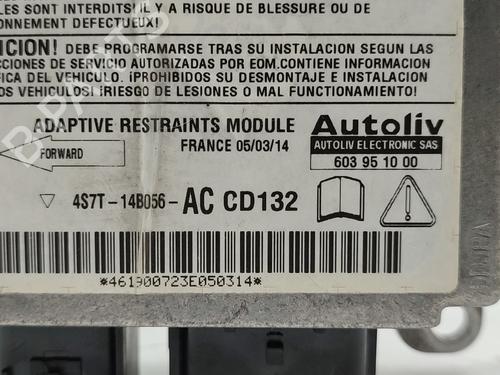 LES SONT INTERDITS.IL Y A RISQUE DE BLESSURE OU
IONNEMENT DEFECTUEUX!
CION! DEBE PROGRAMARSE TRAS SU INSTALACION SEGUN LAS
CCIONES DE SERVICIO AUTORIZADAS POR EOM.CONTIENE INFORMACION
FICA DEL VEHICULO. ¡PROHIBIDOS SU DESMONTAJE E INSTALACION
OS VEHICULOS! ¡RIESGO DE LESIONES O MAL FUNCIONAMIENTO!
ADAPTIVE RESTRAINTS MODULE
FRANCE 05/03/14
Autoliv
AUTOLIV ELECTRONIC SAS
603 95 10 00
FORWARD
4S7T-14B056-AC CD132
*461900723E050314*